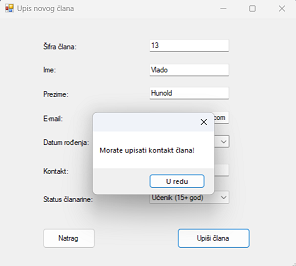 Upis novog člana
Šifra člana: 13
Ime: Vlado
Prezime: Hunold
E-mail: com
Datum rođenja:
Morate upisati kontakt člana!
U redu
Kontakt:
Status članarine: Učenik (15+ god)
Natrag Upiši člana